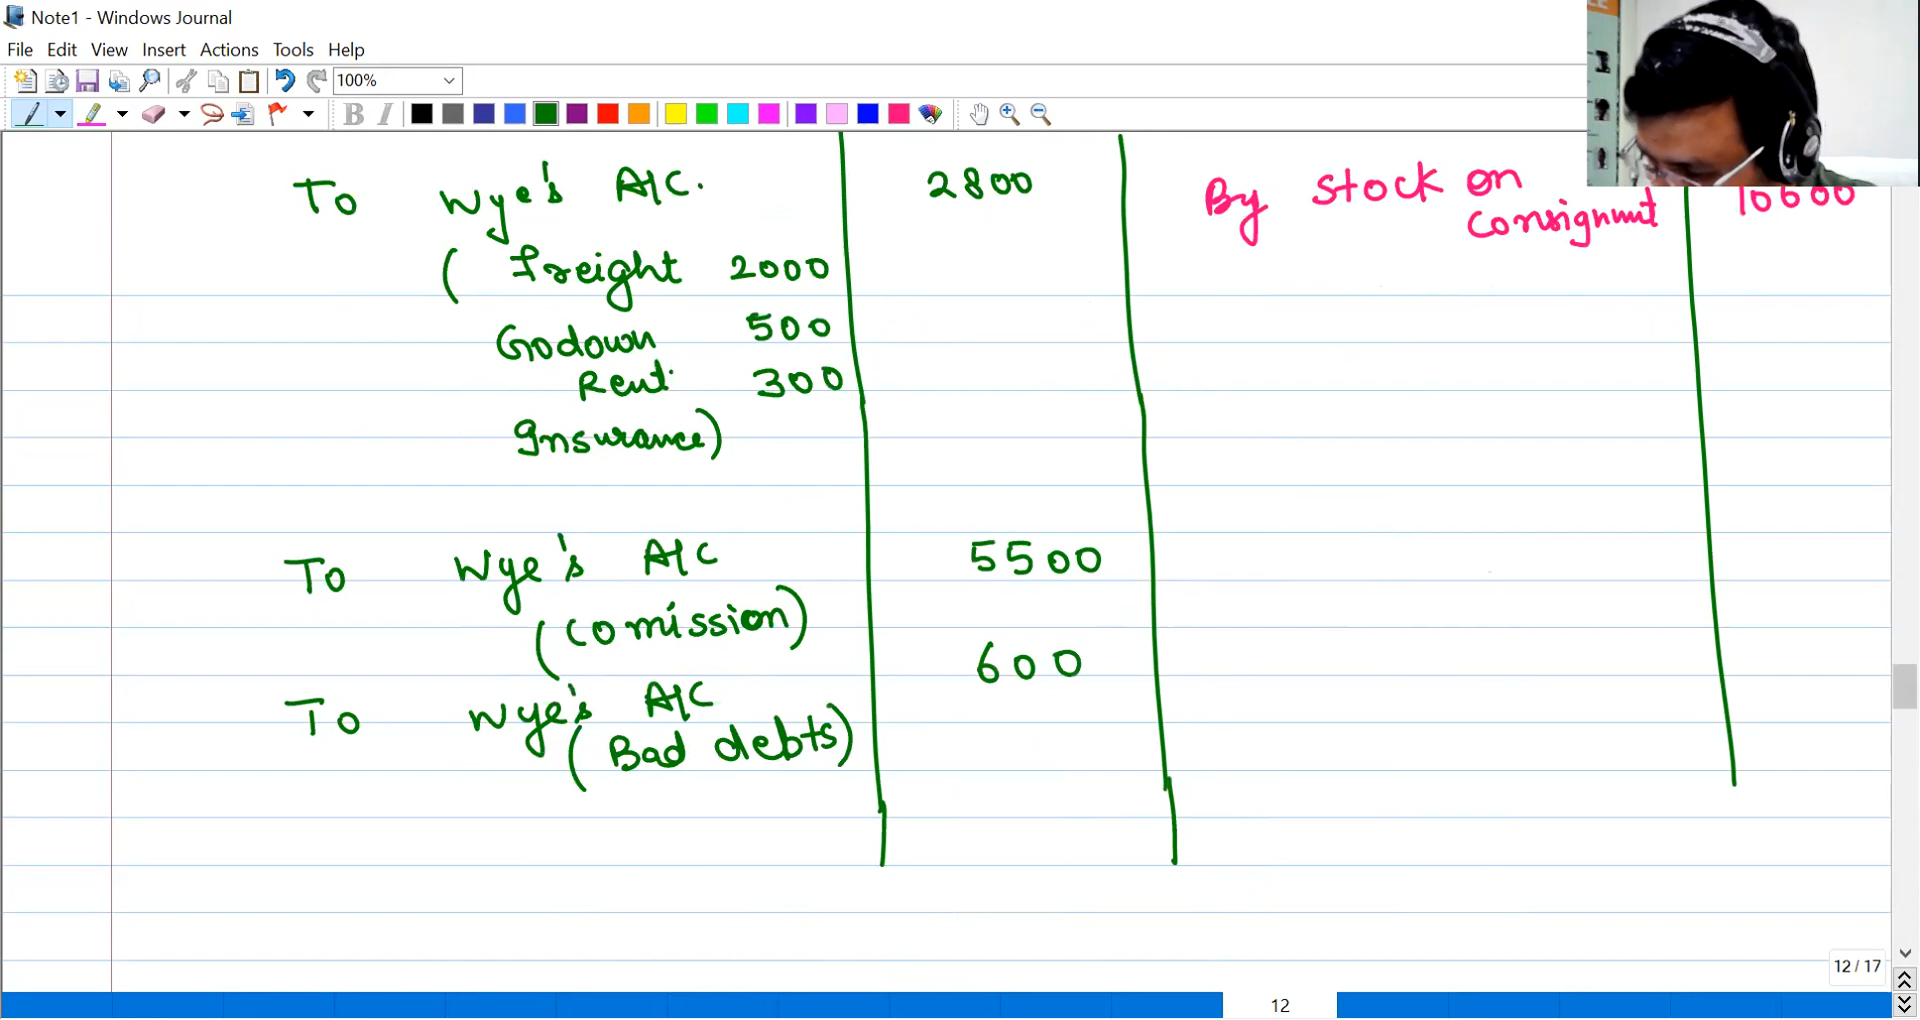 Note1 - Windows Journal
File Edit View Insert Actions Tools Help
100%
To Wye's A/C. 2800 By Stock on 10600
consignment
( Freight 2000
Godown 500
Rent 300
Insurance)
To Wye's A/C 5500
(Comission)
600
To Wye's A/C
(Bad debts)
12 / 17
12